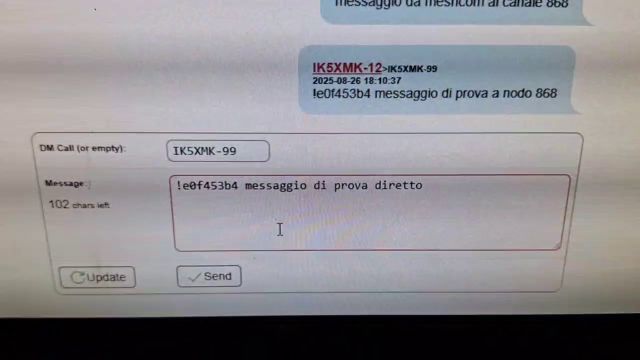 messaggio da meshcom al canale 868
IK5XMK-12>IK5XMK-99
2025-08-26 18:10:37
!e0f453b4 messaggio di prova a nodo 868
DM Call (or empty): IK5XMK-99
Message: !e0f453b4 messaggio di prova diretto
102 chars left
Update Send